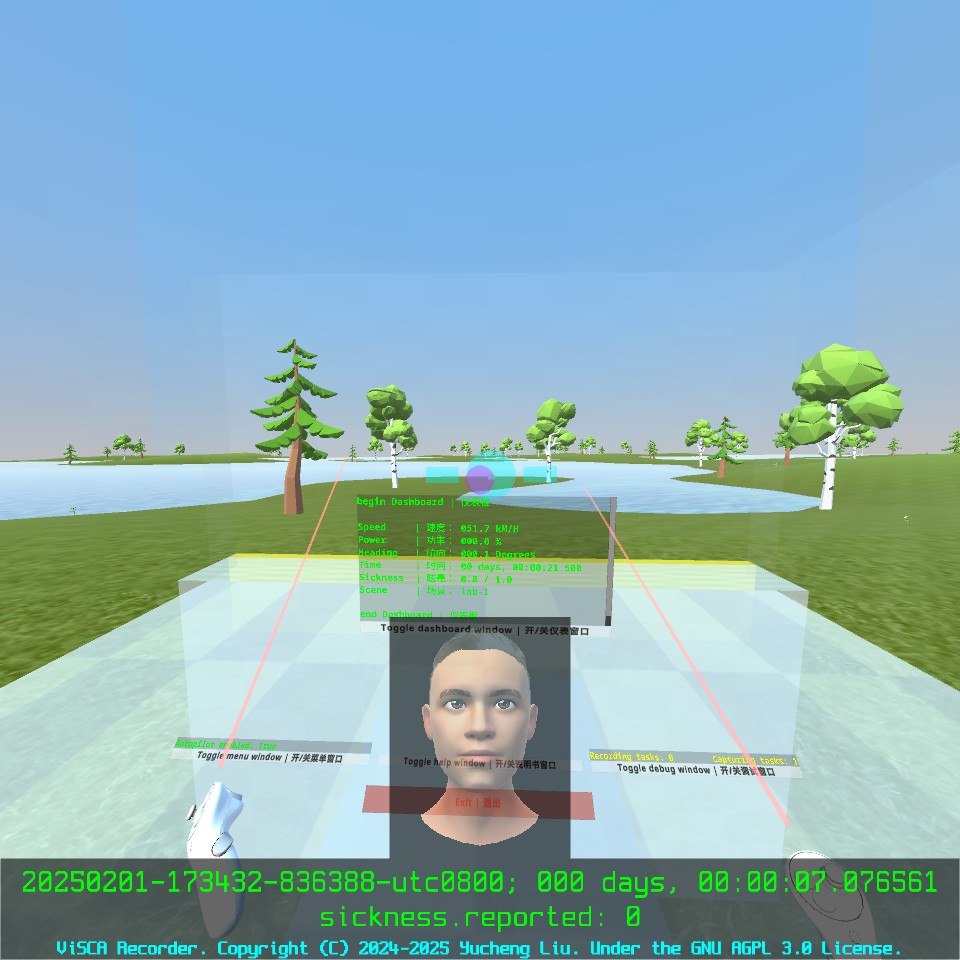 begin Dashboard |
Speed | 速度: 051.7 kM/H
Power | 功率: 000.0 %
Heading | 航向: 000.1 Degrees
Time | 时间: 00 days, 00:00:21 500
Sickness | 眩晕: 0.0 / 1.0
Scene | 场景: lab-1
end Dashboard | 仪表板
Toggle dashboard window | 开/关仪表窗口
Autopilot enabled: True
Toggle menu window | 开/关菜单窗口
Toggle help window | 开/关说明书窗口
Recording tasks: 0 Capturing tasks: 1
Toggle debug window | 开/关调试窗口
Exit | 退出
20250201-173432-836388-utc0800; 000 days, 00:00:07.076561
sickness.reported: 0
ViSCA Recorder. Copyright (C) 2024-2025 Yucheng Liu. Under the GNU AGPL 3.0 License.